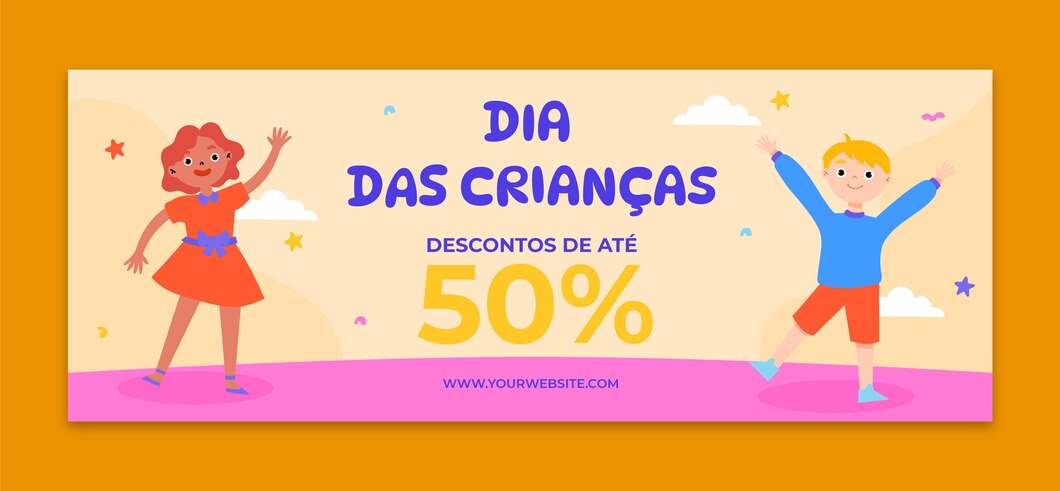 DIA
DAS CRIANÇAS
DESCONTOS DE ATÉ
50%
WWW.YOURWEBSITE.COM